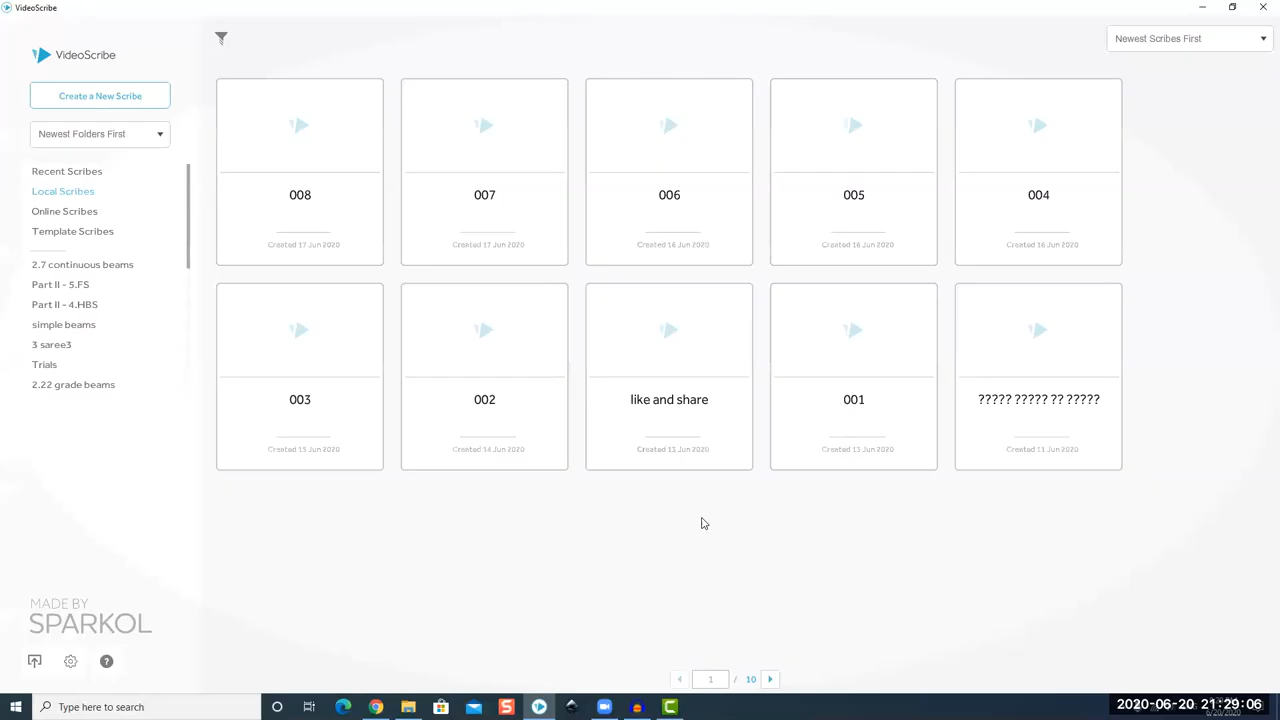 VideoScribe
VideoScribe
Create a New Scribe
Newest Folders First
Recent Scribes
Local Scribes
Online Scribes
Template Scribes
2.7 continuous beams
Part II - 5.FS
Part II - 4.HBS
simple beams
3 saree3
Trials
2.22 grade beams
MADE BY
SPARKOL
Newest Scribes First
008
007
006
005
004
Created 17 Jun 2020
Created 17 Jun 2020
Created 16 Jun 2020
Created 16 Jun 2020
Created 16 Jun 2020
003
002
like and share
001
????? ????? ?? ?????
Created 15 Jun 2020
Created 14 Jun 2020
Created 13 Jun 2020
Created 13 Jun 2020
Created 11 Jun 2020
1 / 10
Type here to search
2020-06-20 21:29:06